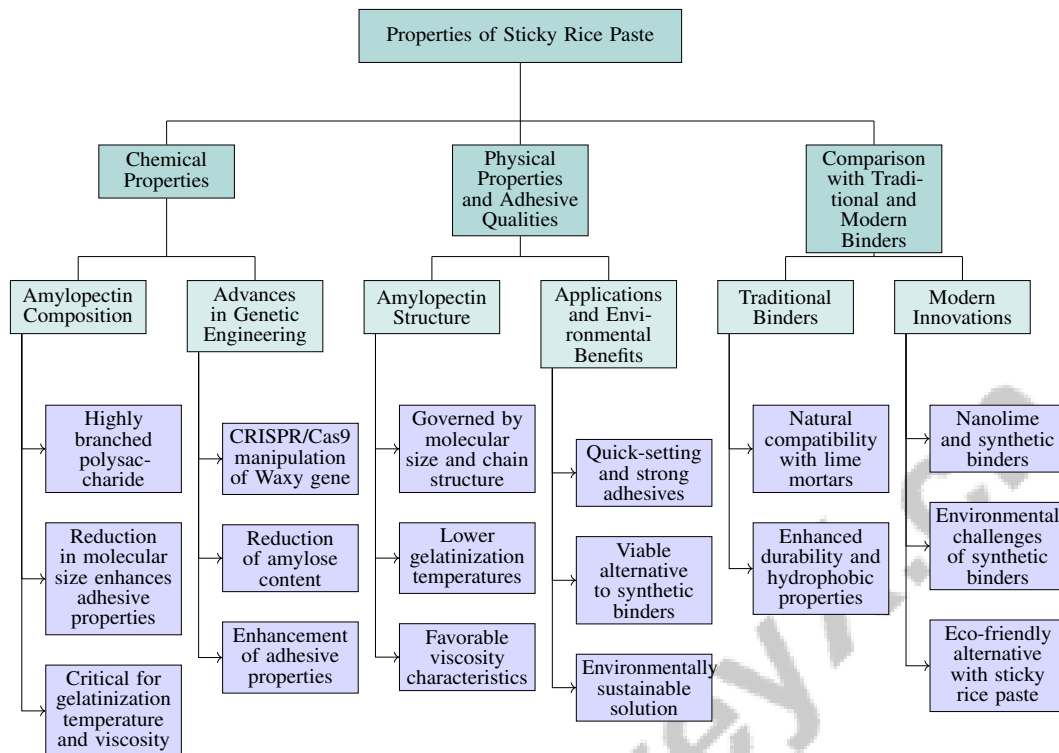 Properties of Sticky Rice Paste
Chemical
Properties
Physical
Properties
and Adhesive
Qualities
Comparison
with Tradi-
tional and
Modern
Binders
Amylopectin
Composition
Advances
in Genetic
Engineering
Amylopectin
Structure
Applications
and Envi-
ronmental
Benefits
Traditional
Binders
Modern
Innovations
Highly
branched
polysac-
charide
Reduction
in molecular
size enhances
adhesive
properties
Critical for
gelatinization
temperature
and viscosity
CRISPR/Cas9
manipulation
of Waxy gene
Reduction
of amylose
content
Enhancement
of adhesive
properties
Governed by
molecular
size and chain
structure
Lower
gelatinization
temperatures
Favorable
viscosity
characteristics
Quick-setting
and strong
adhesives
Viable
alternative
to synthetic
binders
Environmentally
sustainable
solution
Natural
compatibility
with lime
mortars
Enhanced
durability and
hydrophobic
properties
Nanolime
and synthetic
binders
Environmental
challenges
of synthetic
binders
Eco-friendly
alternative
with sticky
rice paste